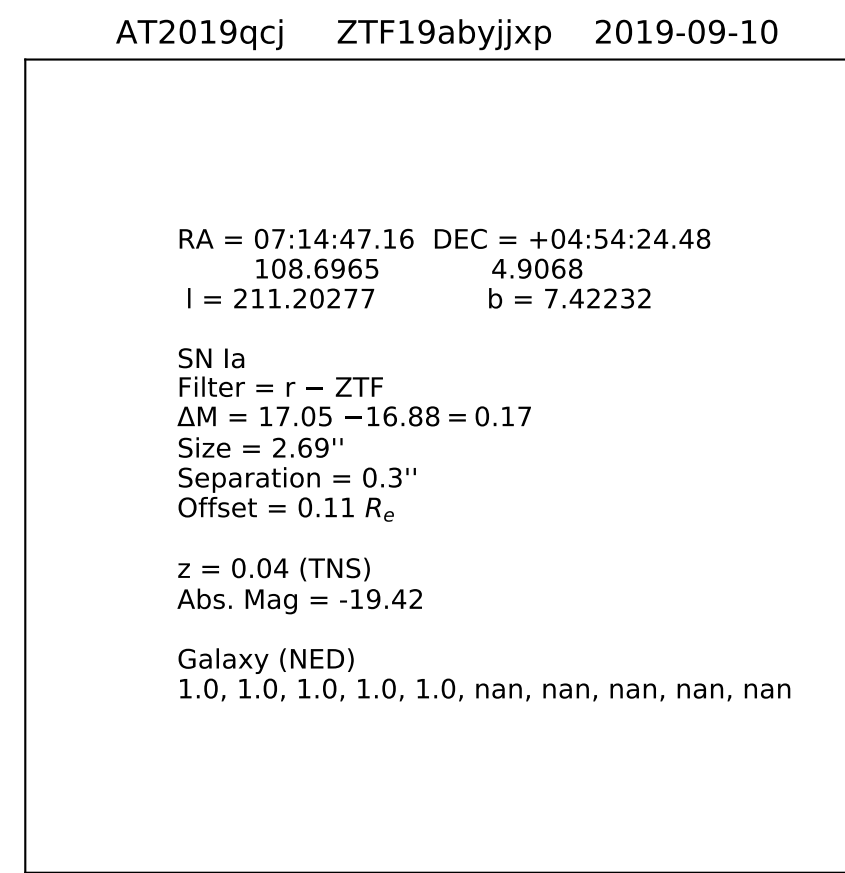 AT2019qcj ZTF19abyjjxp 2019-09-10
RA = 07:14:47.16 DEC = +04:54:24.48
108.6965 4.9068
l = 211.20277 b = 7.42232
SN Ia
Filter = r − ZTF
ΔM = 17.05 −16.88 = 0.17
Size = 2.69''
Separation = 0.3''
Offset = 0.11 Rₑ
z = 0.04 (TNS)
Abs. Mag = -19.42
Galaxy (NED)
1.0, 1.0, 1.0, 1.0, 1.0, nan, nan, nan, nan, nan